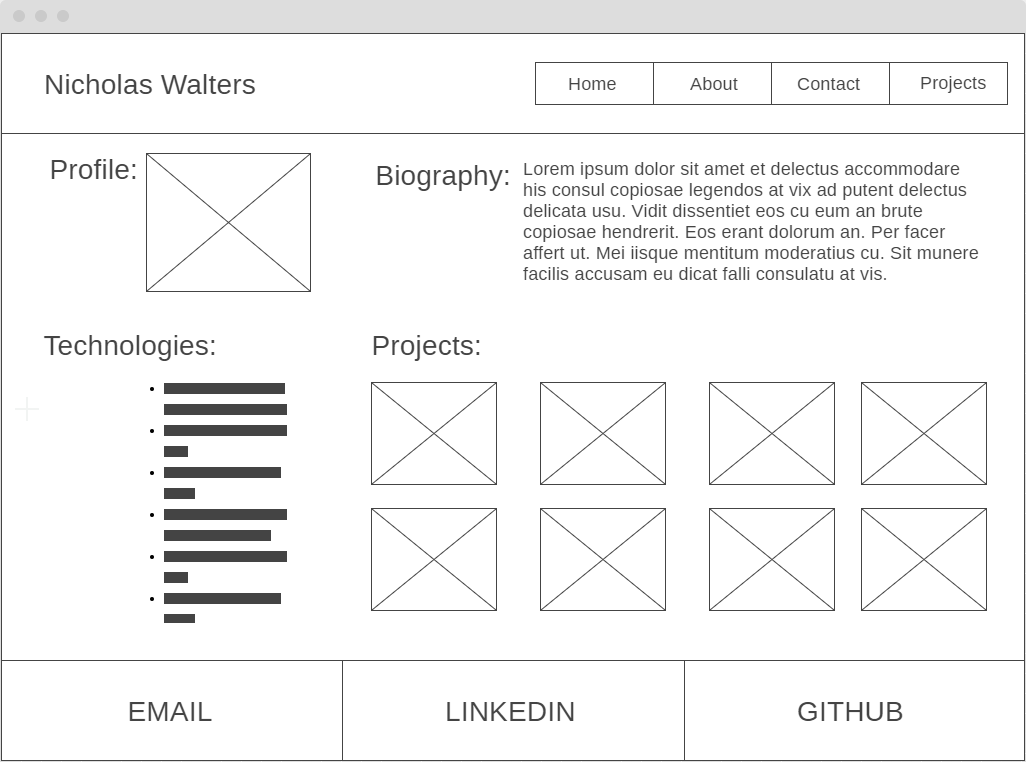 Nicholas Walters
Home
About
Contact
Projects
Profile:
Biography:
Lorem ipsum dolor sit amet et delectus accommodare
his consul copiosae legendos at vix ad putent delectus
delicata usu. Vidit dissentiet eos cu eum an brute
copiosae hendrerit. Eos erant dolorum an. Per facer
affert ut. Mei iisque mentitum moderatius cu. Sit munere
facilis accusam eu dicat falli consulatu at vis.
Technologies:
Projects:
EMAIL
LINKEDIN
GITHUB